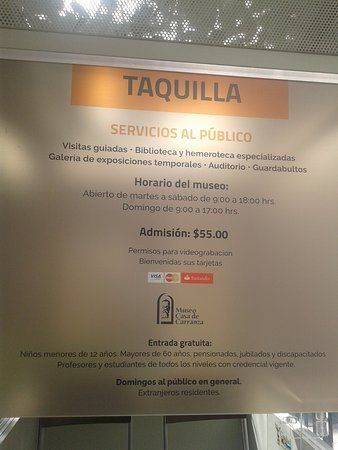 TAQUILLA
SERVICIOS AL PÚBLICO
Visitas guiadas • Biblioteca y hemeroteca especializadas
Galería de exposiciones temporales • Auditorio • Guardabultos
Horario del museo:
Abierto de martes a sábado de 9:00 a 18:00 hrs.
Domingo de 9:00 a 17:00 hrs.
Admisión: $55.00
Permisos para videograbación
Bienvenidas sus tarjetas
VISA MasterCard Santander
Museo
Casa de
Carranza
Entrada gratuita:
Niños menores de 12 años. Mayores de 60 años, pensionados, jubilados y discapacitados.
Profesores y estudiantes de todos los niveles con credencial vigente.
Domingos al público en general.
Extranjeros residentes.